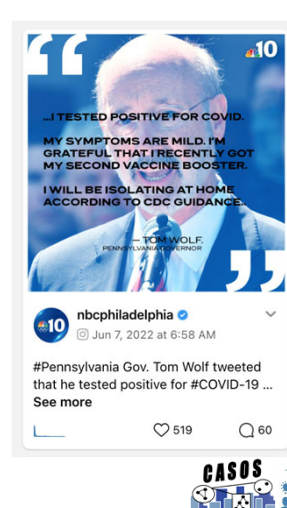 10
...I TESTED POSITIVE FOR COVID.
MY SYMPTOMS ARE MILD. I'M
GRATEFUL THAT I RECENTLY GOT
MY SECOND VACCINE BOOSTER.
I WILL BE ISOLATING AT HOME
ACCORDING TO CDC GUIDANCE..
— TOM WOLF,
PENNSYLVANIA GOVERNOR
10
nbcphiladelphia
Jun 7, 2022 at 6:58 AM
#Pennsylvania Gov. Tom Wolf tweeted
that he tested positive for #COVID-19 ...
See more
519
60
CASOS